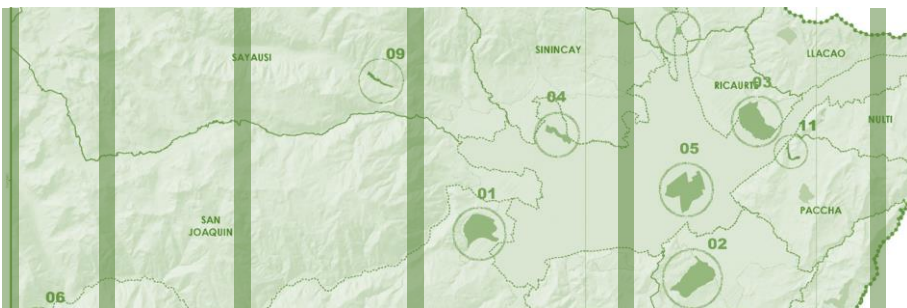 SAYAUSI
09
SININCAY
LLACAO
RICAURTE
03
04
11
NULTI
05
01
SAN
JOAQUIN
PACCHA
02
06